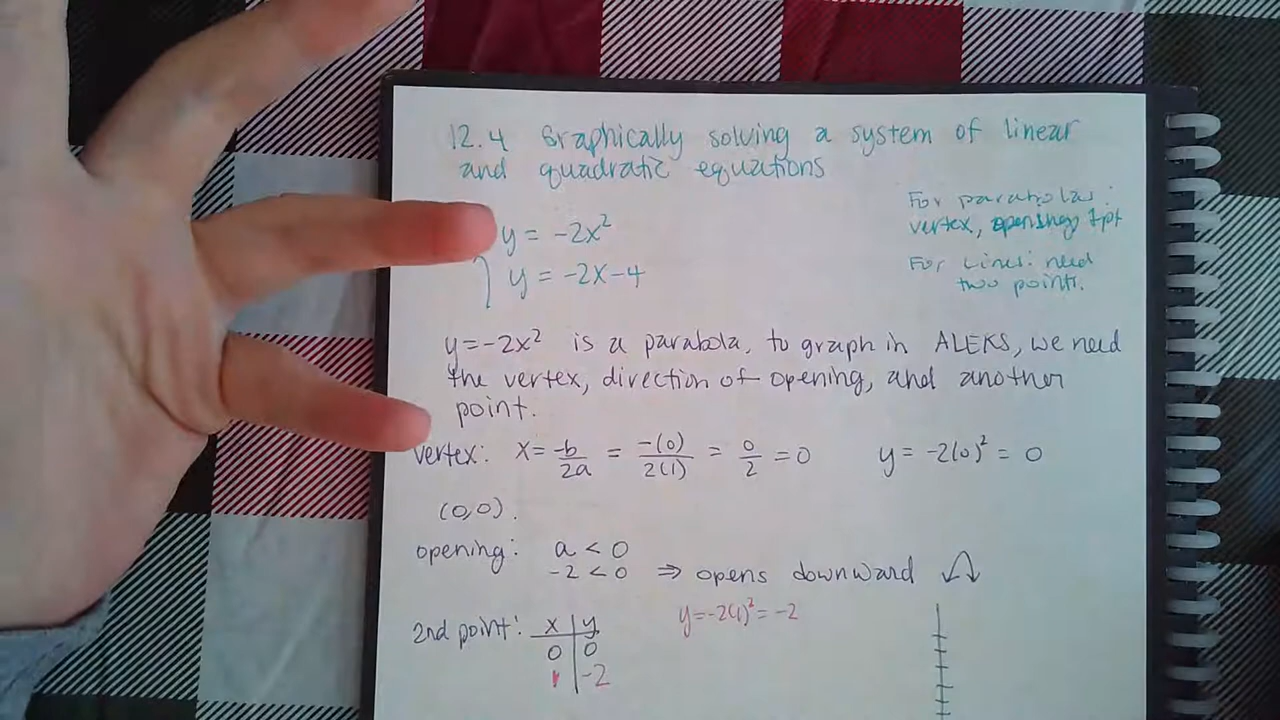 12.4 Graphically solving a system of linear
and quadratic equations
For parabolas:
vertex, opening, 1pt
For lines: need
two points.
y = -2x²
y = -2x-4
y=-2x² is a parabola, to graph in ALEKS, we need
the vertex, direction of opening, and another
point.
vertex: x = -b/2a = -(0)/2(1) = 0/2 = 0 y = -2(0)² = 0
(0,0).
opening: a < 0
-2 < 0 ⇒ opens downward
2nd point: x | y y=-2(1)²=-2
0 | 0
1 | -2